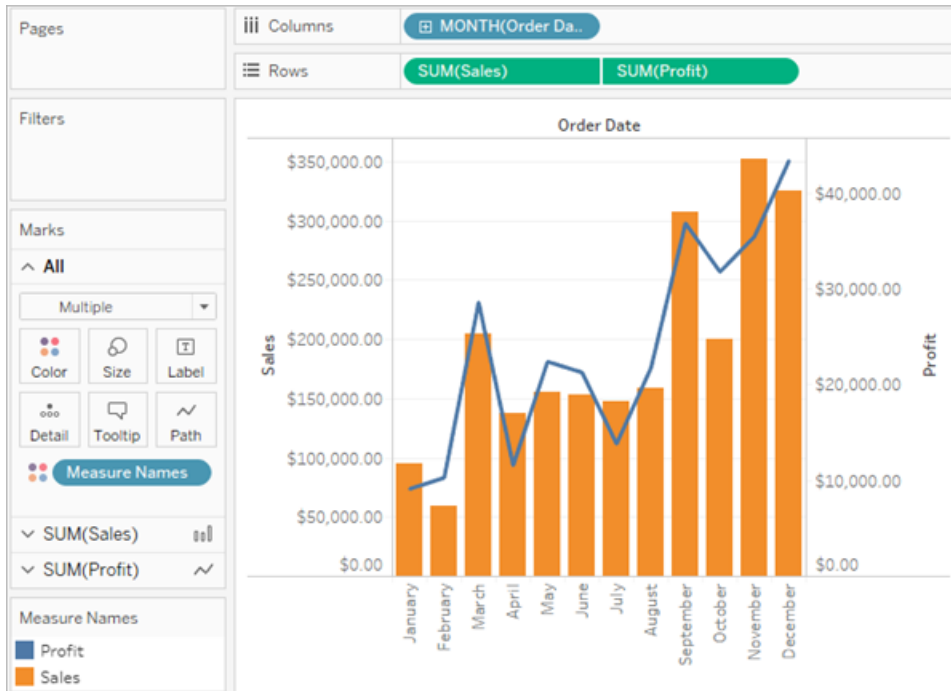 Pages
Columns
MONTH(Order Da..
Rows
SUM(Sales)
SUM(Profit)
Filters
Marks
All
Multiple
Color
Size
Label
Detail
Tooltip
Path
Measure Names
SUM(Sales)
SUM(Profit)
Measure Names
Profit
Sales
Order Date
Sales
$350,000.00
$300,000.00
$250,000.00
$200,000.00
$150,000.00
$100,000.00
$50,000.00
$0.00
January
February
March
April
May
June
July
August
September
October
November
December
$40,000.00
$30,000.00
$20,000.00
$10,000.00
$0.00
Profit